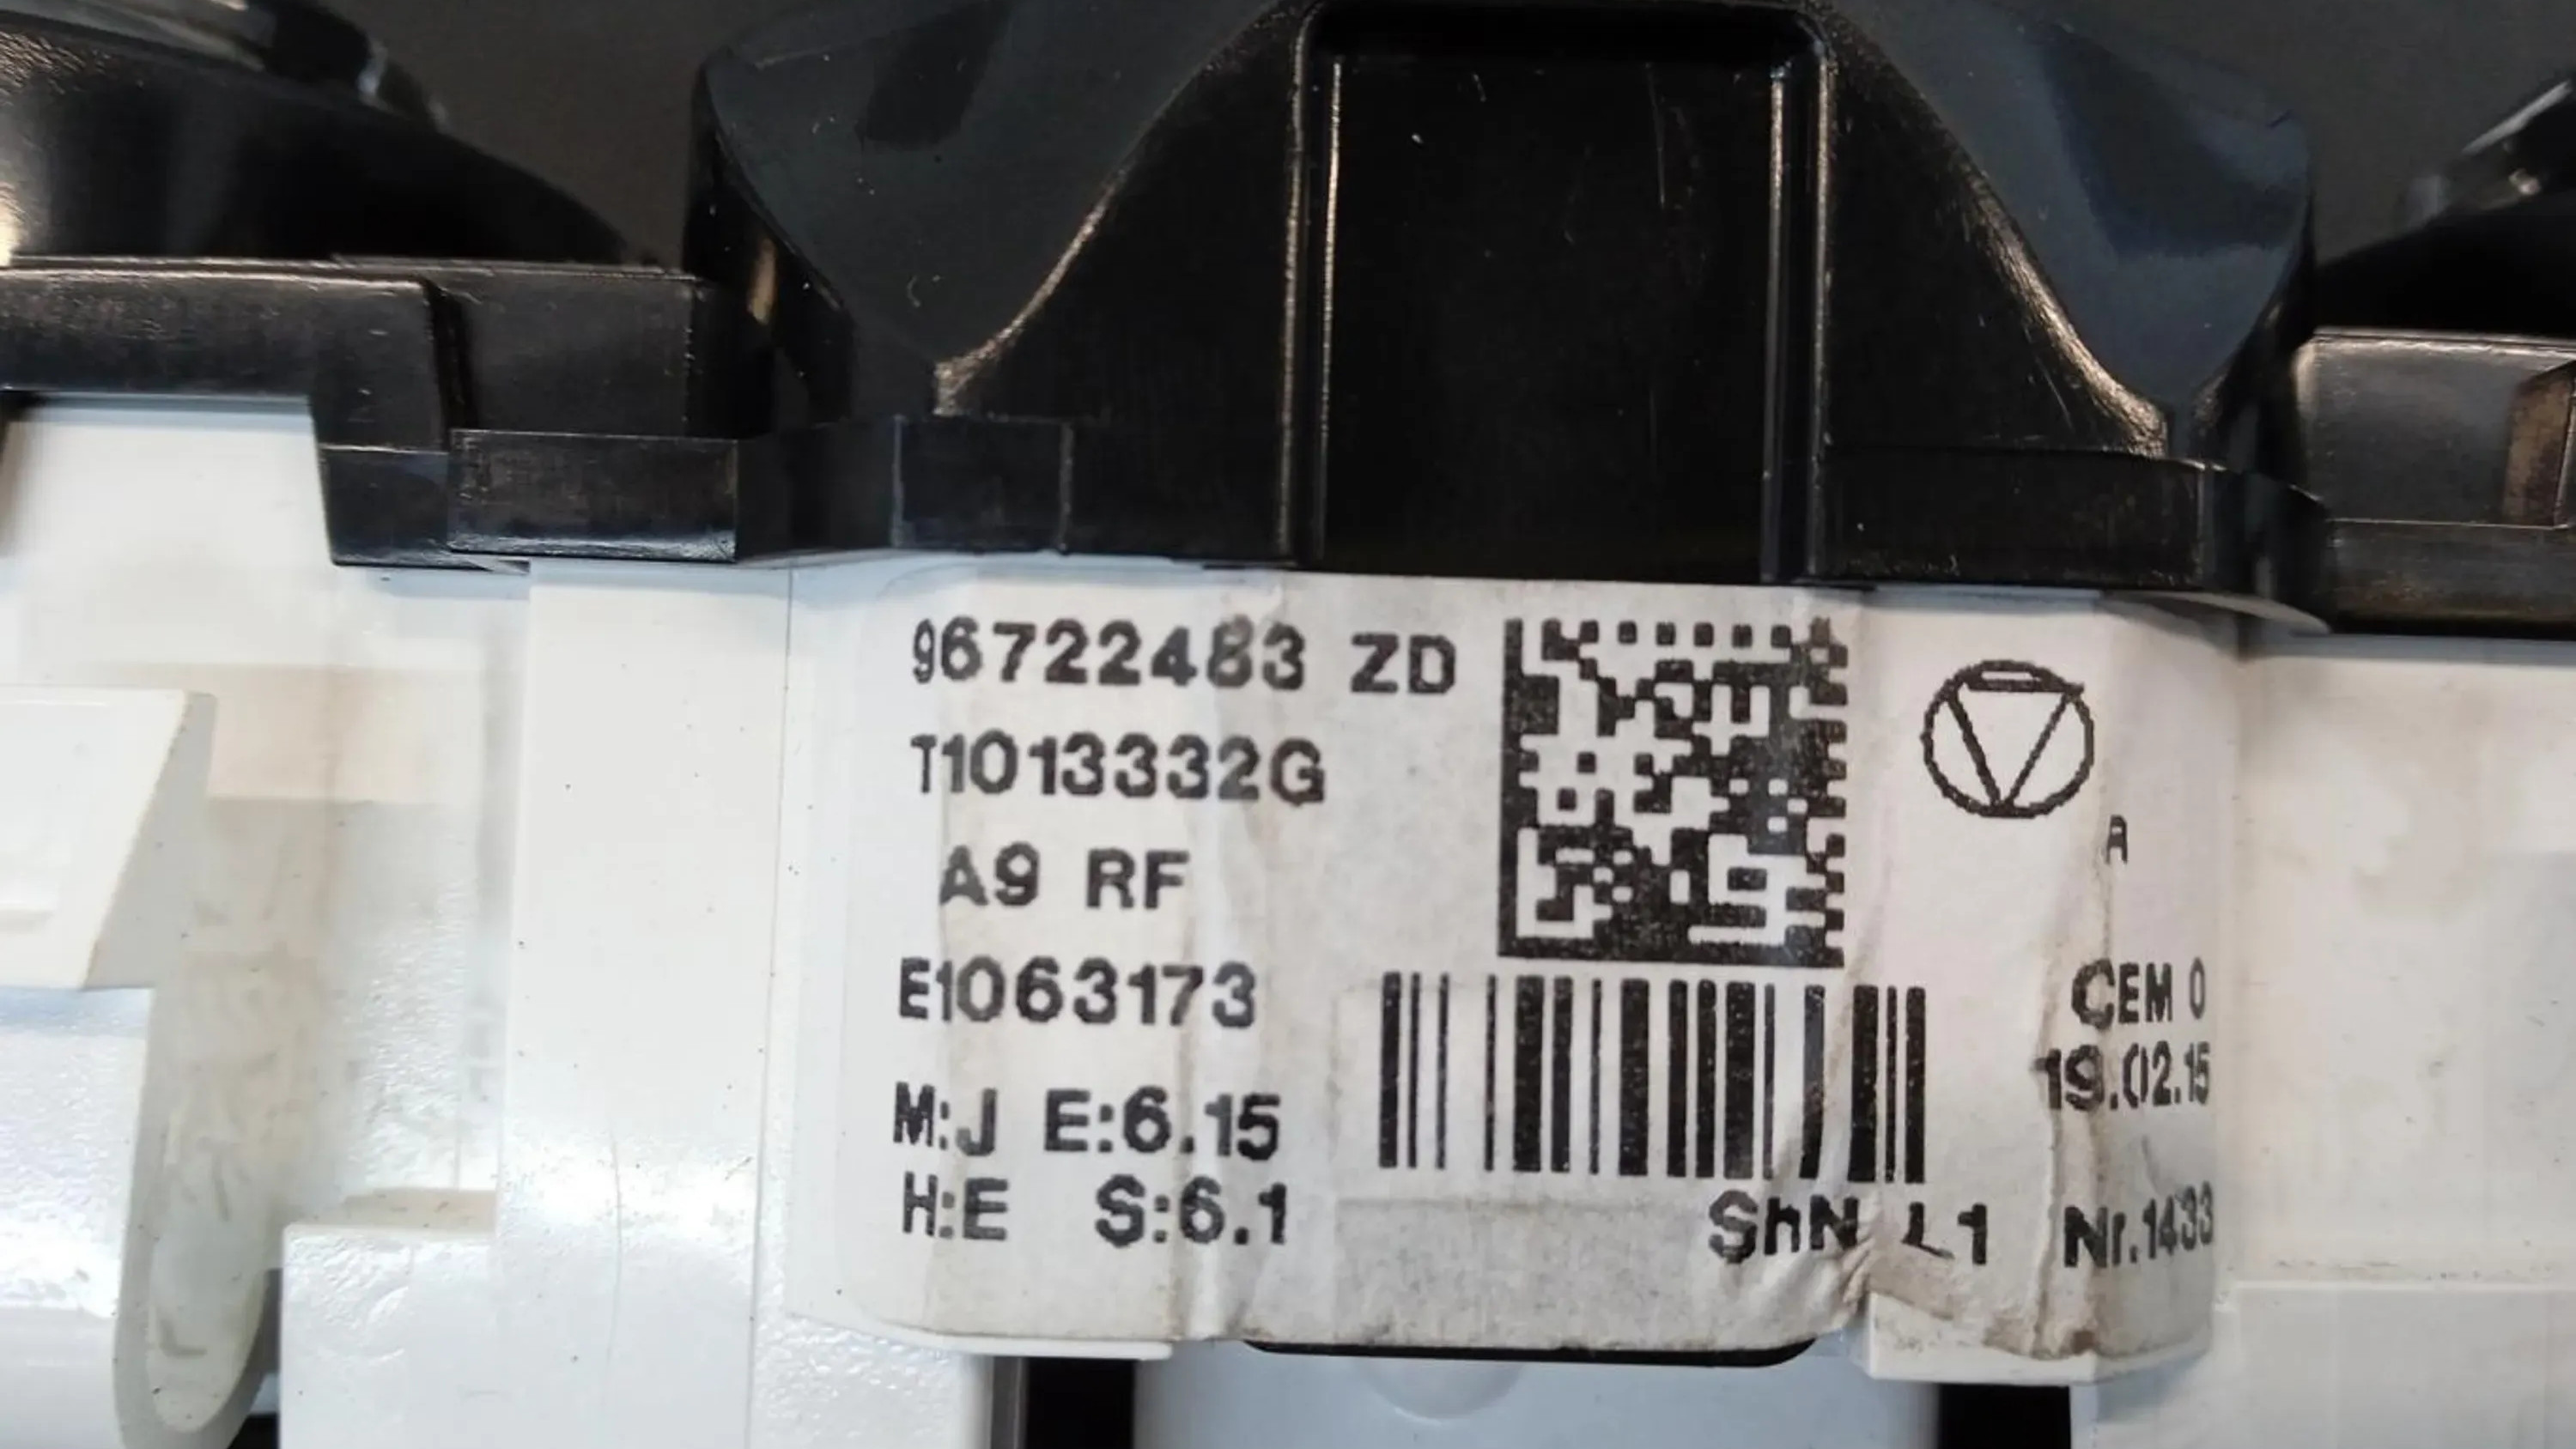 96722483 ZD
T1013332G
A9 RF
E1063173
M:J E:6.15
H:E S:6.1
A
CEM 0
19.02.15
ShN L1 Nr.1433